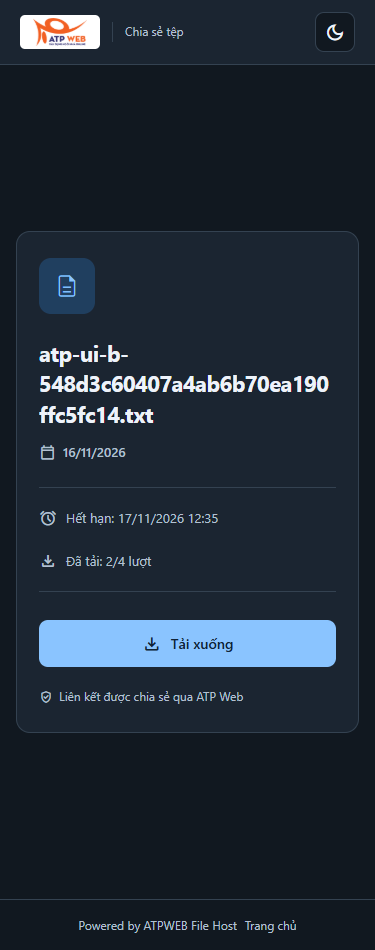 ATP WEB
Chia sẻ tệp
atp-ui-b-
548d3c60407a4ab6b70ea190
ffc5fc14.txt
16/11/2026
Hết hạn: 17/11/2026 12:35
Đã tải: 2/4 lượt
Tải xuống
Liên kết được chia sẻ qua ATP Web
Powered by ATPWEB File Host Trang chủ